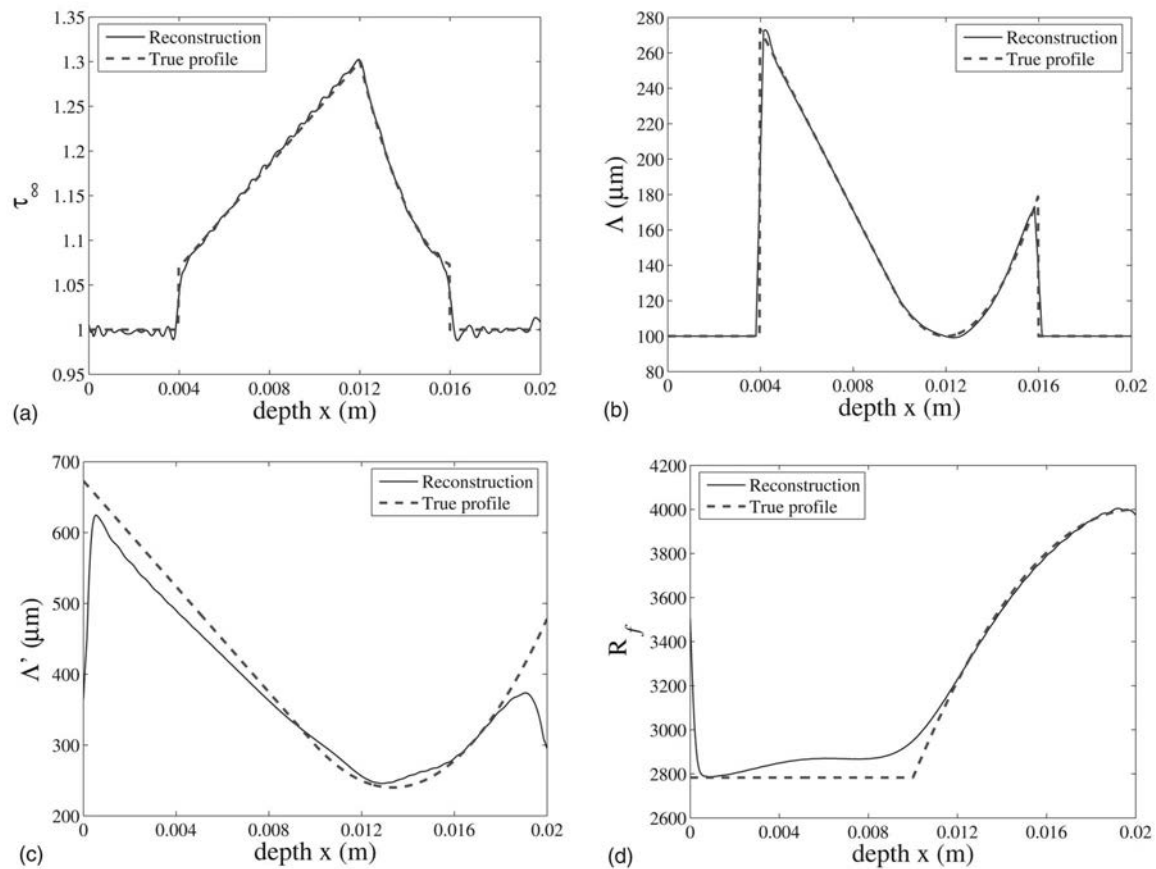 1.35
Reconstruction
True profile
1.3
1.25
1.2
1.15
1.1
1.05
1
0.95
τ∞
0 0.004 0.008 0.012 0.016 0.02
depth x (m)
(a)
280
Reconstruction
True profile
260
240
220
200
180
160
140
120
100
80
Λ (μm)
0 0.004 0.008 0.012 0.016 0.02
depth x (m)
(b)
700
Reconstruction
True profile
600
500
400
300
200
Λ’ (μm)
0 0.004 0.008 0.012 0.016 0.02
depth x (m)
(c)
4200
Reconstruction
True profile
4000
3800
3600
3400
3200
3000
2800
2600
R f
0 0.004 0.008 0.012 0.016 0.02
depth x (m)
(d)